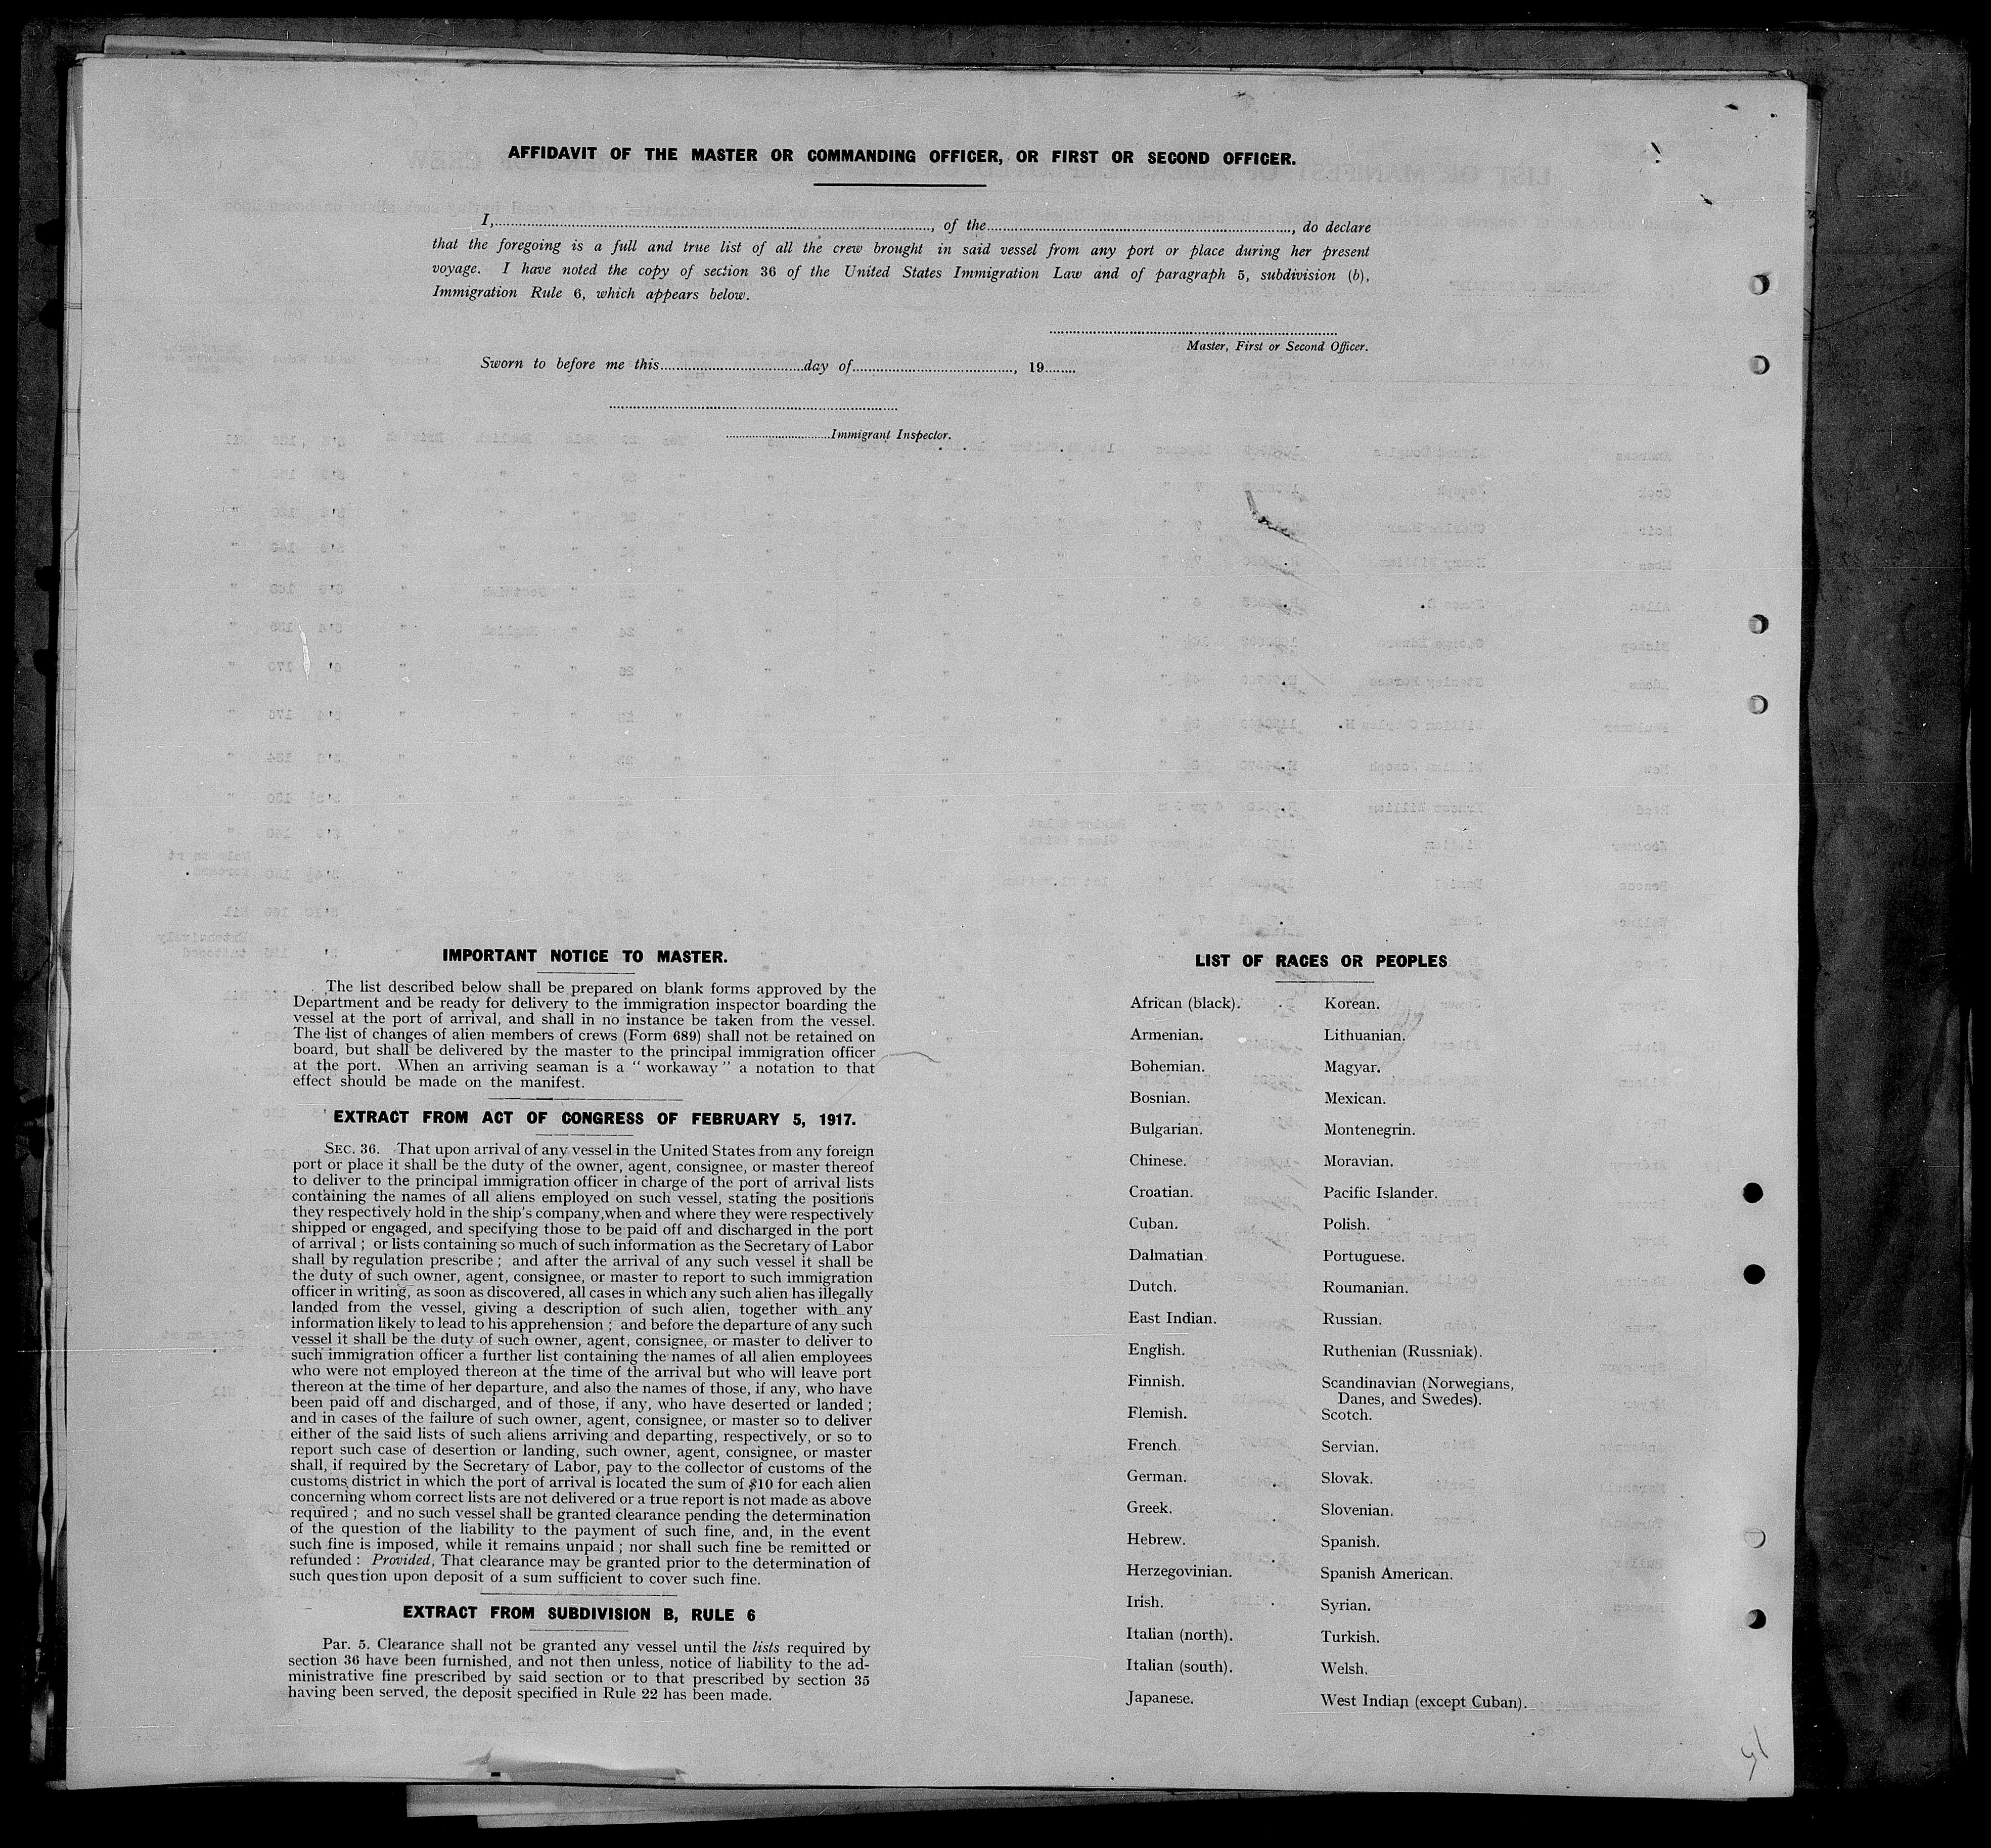 AFFIDAVIT OF THE MASTER OR COMMANDING OFFICER, OR FIRST OR SECOND OFFICER.
I,............, of the............, do declare
that the foregoing is a full and true list of all the crew brought in said vessel from any port or place during her present
voyage. I have noted the copy of section 36 of the United States Immigration Law and of paragraph 5, subdivision (b),
Immigration Rule 6, which appears below.
Master, First or Second Officer.
Sworn to before me this............day of............, 19........
............Immigrant Inspector.
IMPORTANT NOTICE TO MASTER.
The list described below shall be prepared on blank forms approved by the
Department and be ready for delivery to the immigration inspector boarding the
vessel at the port of arrival, and shall in no instance be taken from the vessel.
The list of changes of alien members of crews (Form 689) shall not be retained on
board, but shall be delivered by the master to the principal immigration officer
at the port. When an arriving seaman is a " workaway " a notation to that
effect should be made on the manifest.
EXTRACT FROM ACT OF CONGRESS OF FEBRUARY 5, 1917.
SEC. 36. That upon arrival of any vessel in the United States from any foreign
port or place it shall be the duty of the owner, agent, consignee, or master thereof
to deliver to the principal immigration officer in charge of the port of arrival lists
containing the names of all aliens employed on such vessel, stating the positions
they respectively hold in the ship's company,when and where they were respectively
shipped or engaged, and specifying those to be paid off and discharged in the port
of arrival ; or lists containing so much of such information as the Secretary of Labor
shall by regulation prescribe ; and after the arrival of any such vessel it shall be
the duty of such owner, agent, consignee, or master to report to such immigration
officer in writing, as soon as discovered, all cases in which any such alien has illegally
landed from the vessel, giving a description of such alien, together with any
information likely to lead to his apprehension ; and before the departure of any such
vessel it shall be the duty of such owner, agent, consignee, or master to deliver to
such immigration officer a further list containing the names of all alien employees
who were not employed thereon at the time of the arrival but who will leave port
thereon at the time of her departure, and also the names of those, if any, who have
been paid off and discharged, and of those, if any, who have deserted or landed ;
and in cases of the failure of such owner, agent, consignee, or master so to deliver
either of the said lists of such aliens arriving and departing, respectively, or so to
report such case of desertion or landing, such owner, agent, consignee, or master
shall, if required by the Secretary of Labor, pay to the collector of customs of the
customs district in which the port of arrival is located the sum of $10 for each alien
concerning whom correct lists are not delivered or a true report is not made as above
required ; and no such vessel shall be granted clearance pending the determination
of the question of the liability to the payment of such fine, and, in the event
such fine is imposed, while it remains unpaid ; nor shall such fine be remitted or
refunded : Provided, That clearance may be granted prior to the determination of
such question upon deposit of a sum sufficient to cover such fine.
EXTRACT FROM SUBDIVISION B, RULE 6
Par. 5. Clearance shall not be granted any vessel until the lists required by
section 36 have been furnished, and not then unless, notice of liability to the ad-
ministrative fine prescribed by said section or to that prescribed by section 35
having been served, the deposit specified in Rule 22 has been made.
LIST OF RACES OR PEOPLES
African (black).
Armenian.
Bohemian.
Bosnian.
Bulgarian.
Chinese.
Croatian.
Cuban.
Dalmatian
Dutch.
East Indian.
English.
Finnish.
Flemish.
French.
German.
Greek.
Hebrew.
Herzegovinian.
Irish.
Italian (north).
Italian (south).
Japanese.
Korean.
Lithuanian.
Magyar.
Mexican.
Montenegrin.
Moravian.
Pacific Islander.
Polish.
Portuguese.
Roumanian.
Russian.
Ruthenian (Russniak).
Scandinavian (Norwegians,
Danes, and Swedes).
Scotch.
Servian.
Slovak.
Slovenian.
Spanish.
Spanish American.
Syrian.
Turkish.
Welsh.
West Indian (except Cuban).